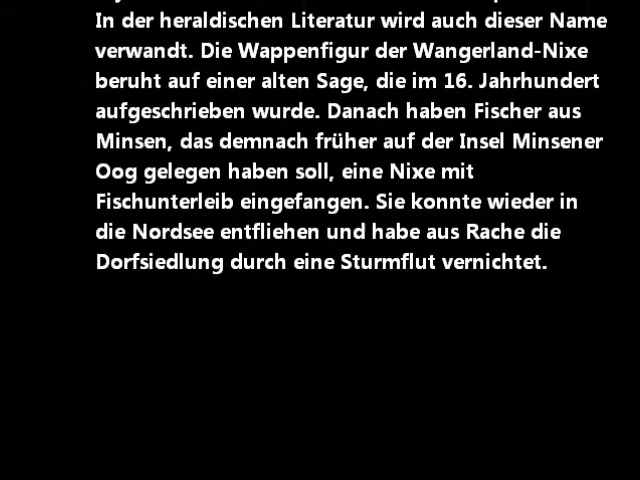 In der heraldischen Literatur wird auch dieser Name
verwandt. Die Wappenfigur der Wangerland-Nixe
beruht auf einer alten Sage, die im 16. Jahrhundert
aufgeschrieben wurde. Danach haben Fischer aus
Minsen, das demnach früher auf der Insel Minsener
Oog gelegen haben soll, eine Nixe mit
Fischunterleib eingefangen. Sie konnte wieder in
die Nordsee entfliehen und habe aus Rache die
Dorfsiedlung durch eine Sturmflut vernichtet.